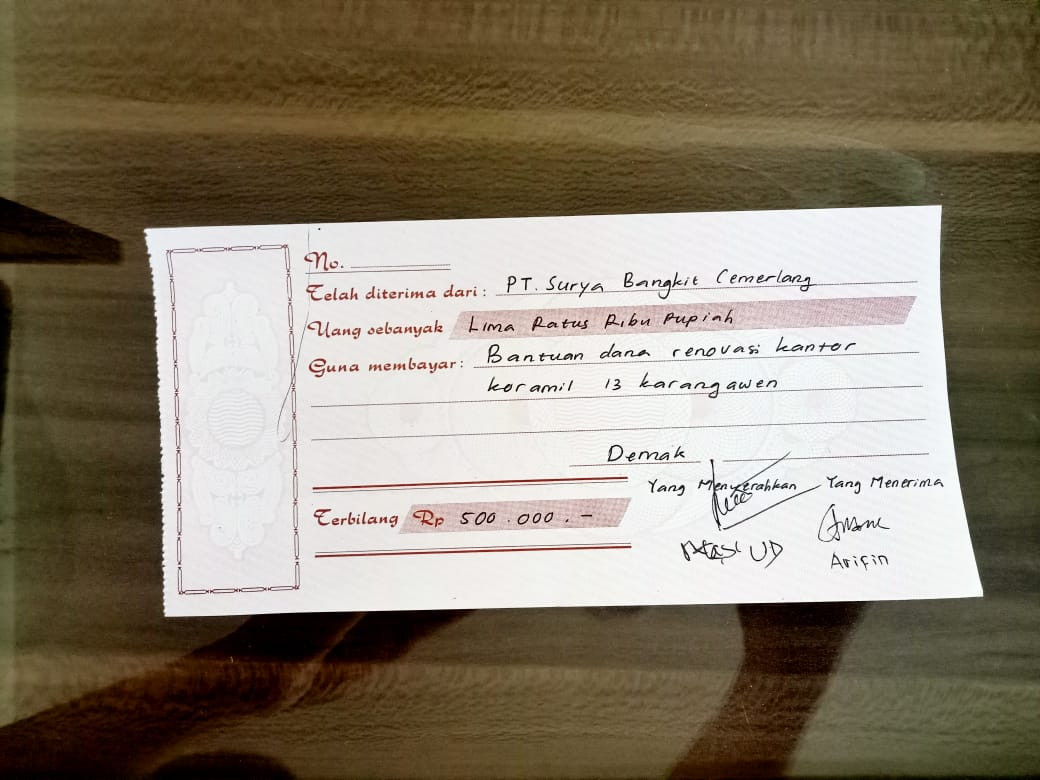 No.
Telah diterima dari : PT. Surya Bangkit Cemerlang
Uang sebanyak Lima Ratus Ribu Rupiah
Guna membayar : Bantuan dana renovasi kantor
koramil 13 karangawen
Demak
Yang Menyerahkan Yang Menerima
Terbilang Rp 500.000.-
UD
Arifin